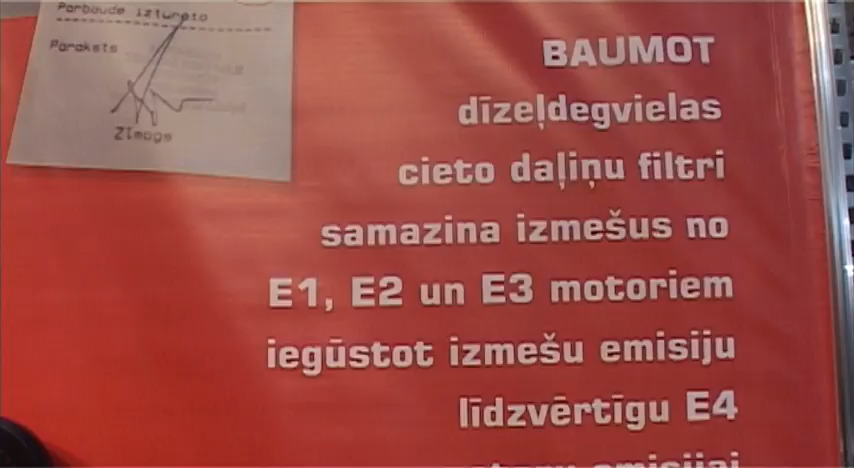 Pārbaude izturēta
Paraksts
Zīmogs
BAUMOT
dīzeļdegvielas
cieto daļiņu filtri
samazina izmešus no
E1, E2 un E3 motoriem
iegūstot izmešu emisiju
līdzvērtīgu E4
emisijai